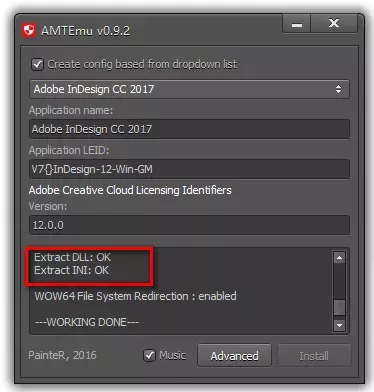 AMTEmu v0.9.2
Create config based from dropdown list
Adobe InDesign CC 2017
Application name:
Adobe InDesign CC 2017
Application LEID:
V7{}InDesign-12-Win-GM
Adobe Creative Cloud Licensing Identifiers
Version:
12.0.0
Extract DLL: OK
Extract INI: OK
WOW64 File System Redirection : enabled
---WORKING DONE---
PainteR, 2016 Music Advanced Install